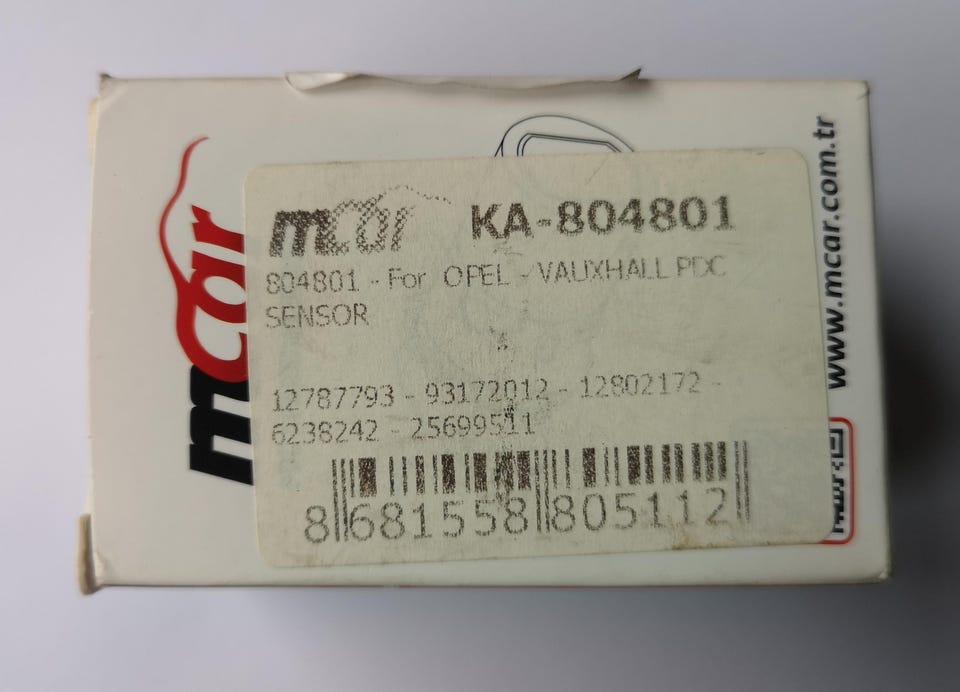 mcar
mcar KA-804801
804801 - For OPEL - VAUXHALL PDC
SENSOR
12787793 - 93172012 - 12802172 -
6238242 - 25699511
8 681558 805112
www.mcar.com.tr